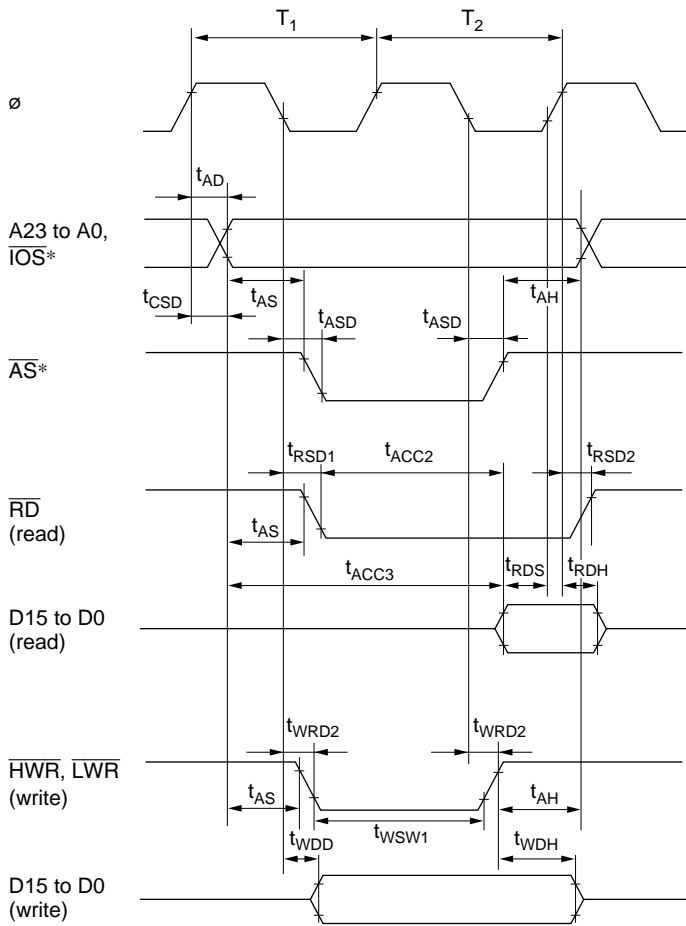 T1 T2
ø
tAD
A23 to A0,
IOS*
tCSD tAS tAH
tASD tASD
AS*
tRSD1 tACC2 tRSD2
RD
(read)
tAS
tACC3 tRDS tRDH
D15 to D0
(read)
tWRD2 tWRD2
HWR, LWR
(write)
tAS tAH
tWSW1
tWDD tWDH
D15 to D0
(write)